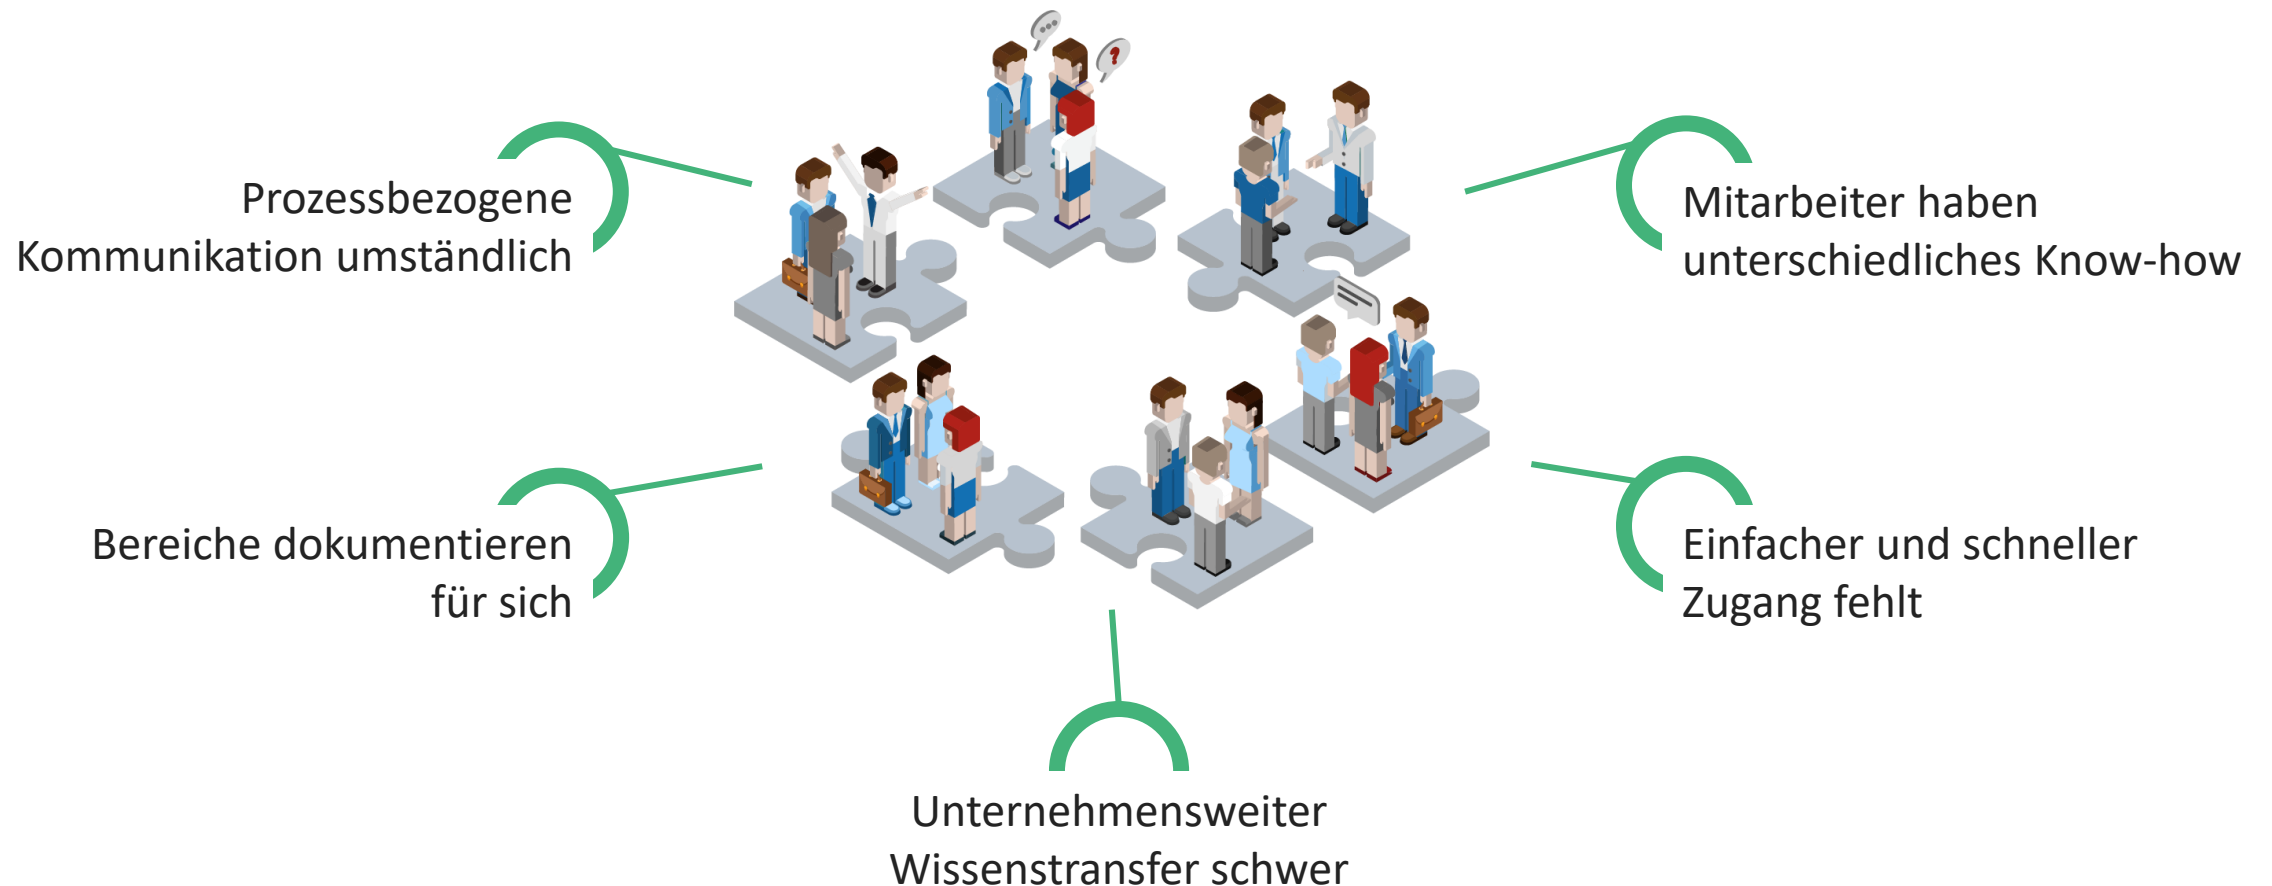 Prozessbezogene
Kommunikation umständlich
Mitarbeiter haben
unterschiedliches Know-how
Bereiche dokumentieren
für sich
Einfacher und schneller
Zugang fehlt
Unternehmensweiter
Wissenstransfer schwer